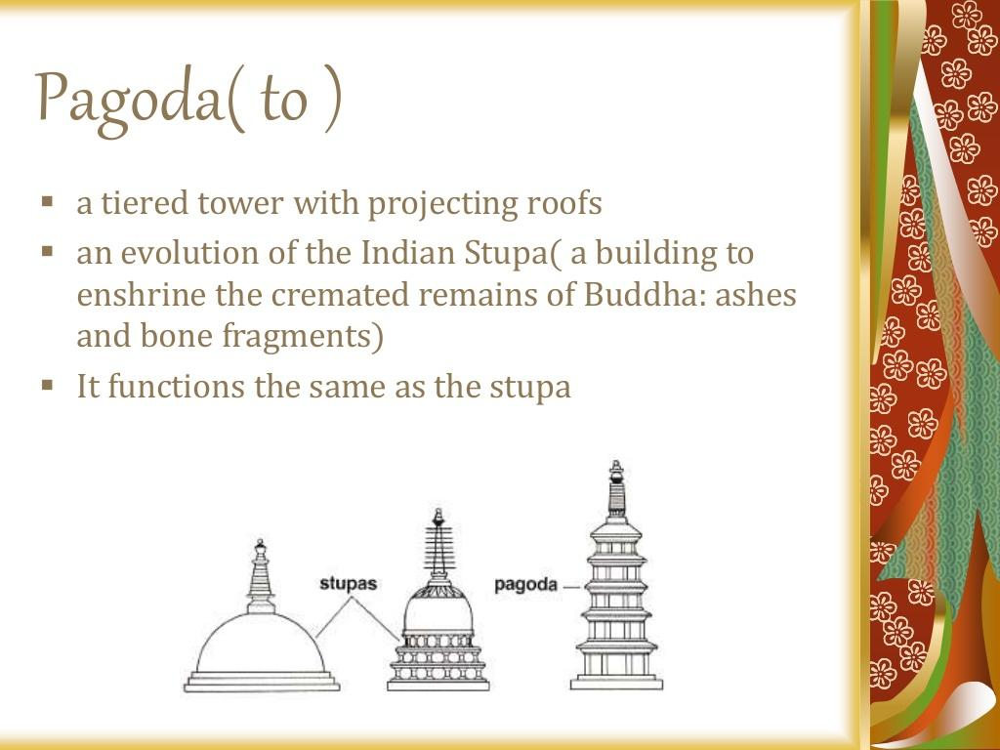 Pagoda( to )
▪ a tiered tower with projecting roofs
▪ an evolution of the Indian Stupa( a building to
enshrine the cremated remains of Buddha: ashes
and bone fragments)
▪ It functions the same as the stupa
stupas
pagoda